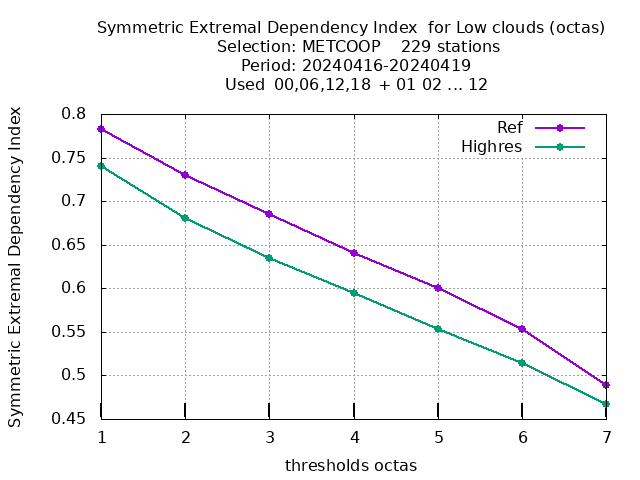 Symmetric Extremal Dependency Index  for Low clouds (octas)
Selection: METCOOP    229 stations
Period: 20240416-20240419
Used  00,06,12,18 + 01 02 ... 12
Symmetric Extremal Dependency Index
0.8
0.75
0.7
0.65
0.6
0.55
0.5
0.45
Ref
Highres
1 2 3 4 5 6 7
thresholds octas